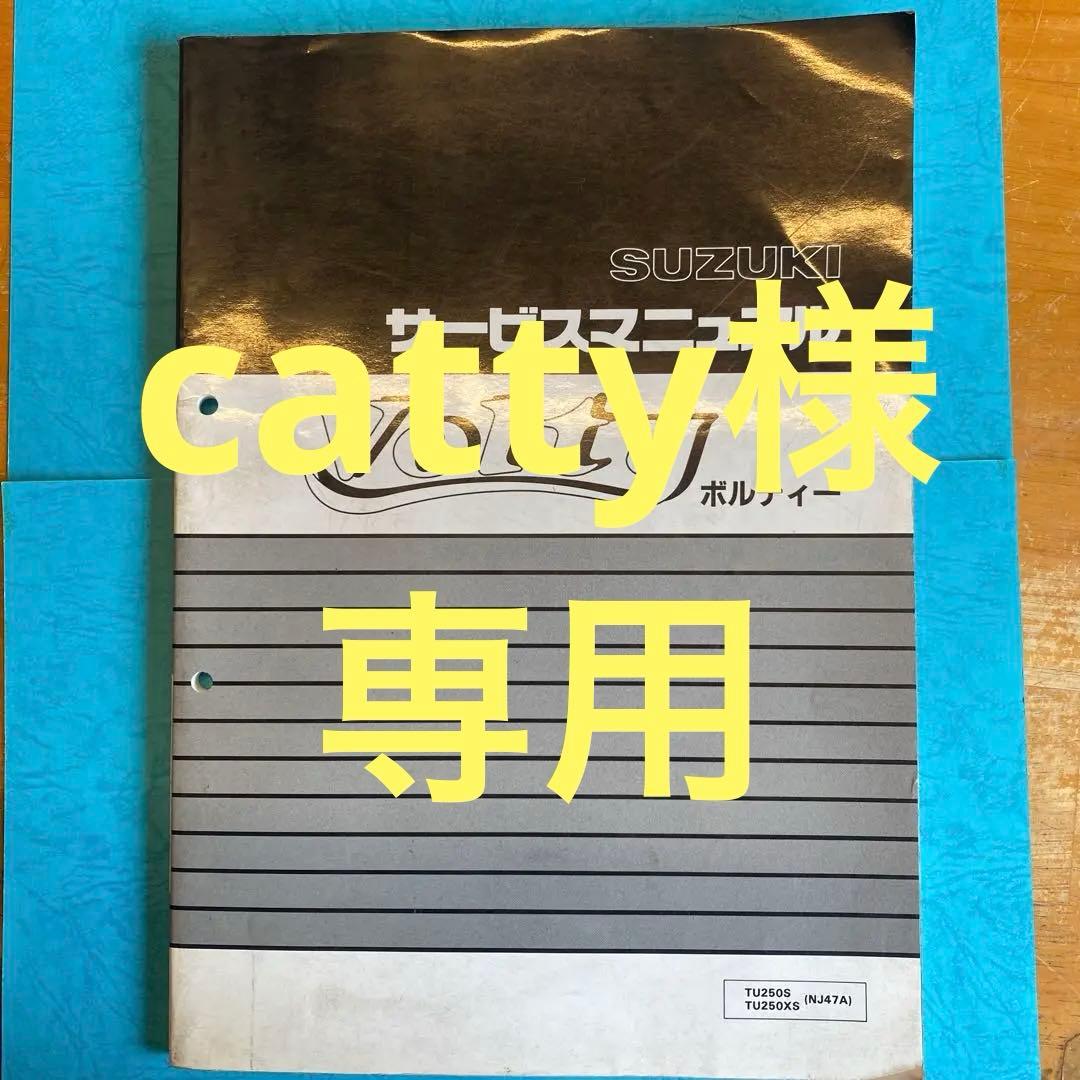 SUZUKI
サービスマニュアル
catty様
Volty
ボルティー
専用
TU250S
TU250XS (NJ47A)